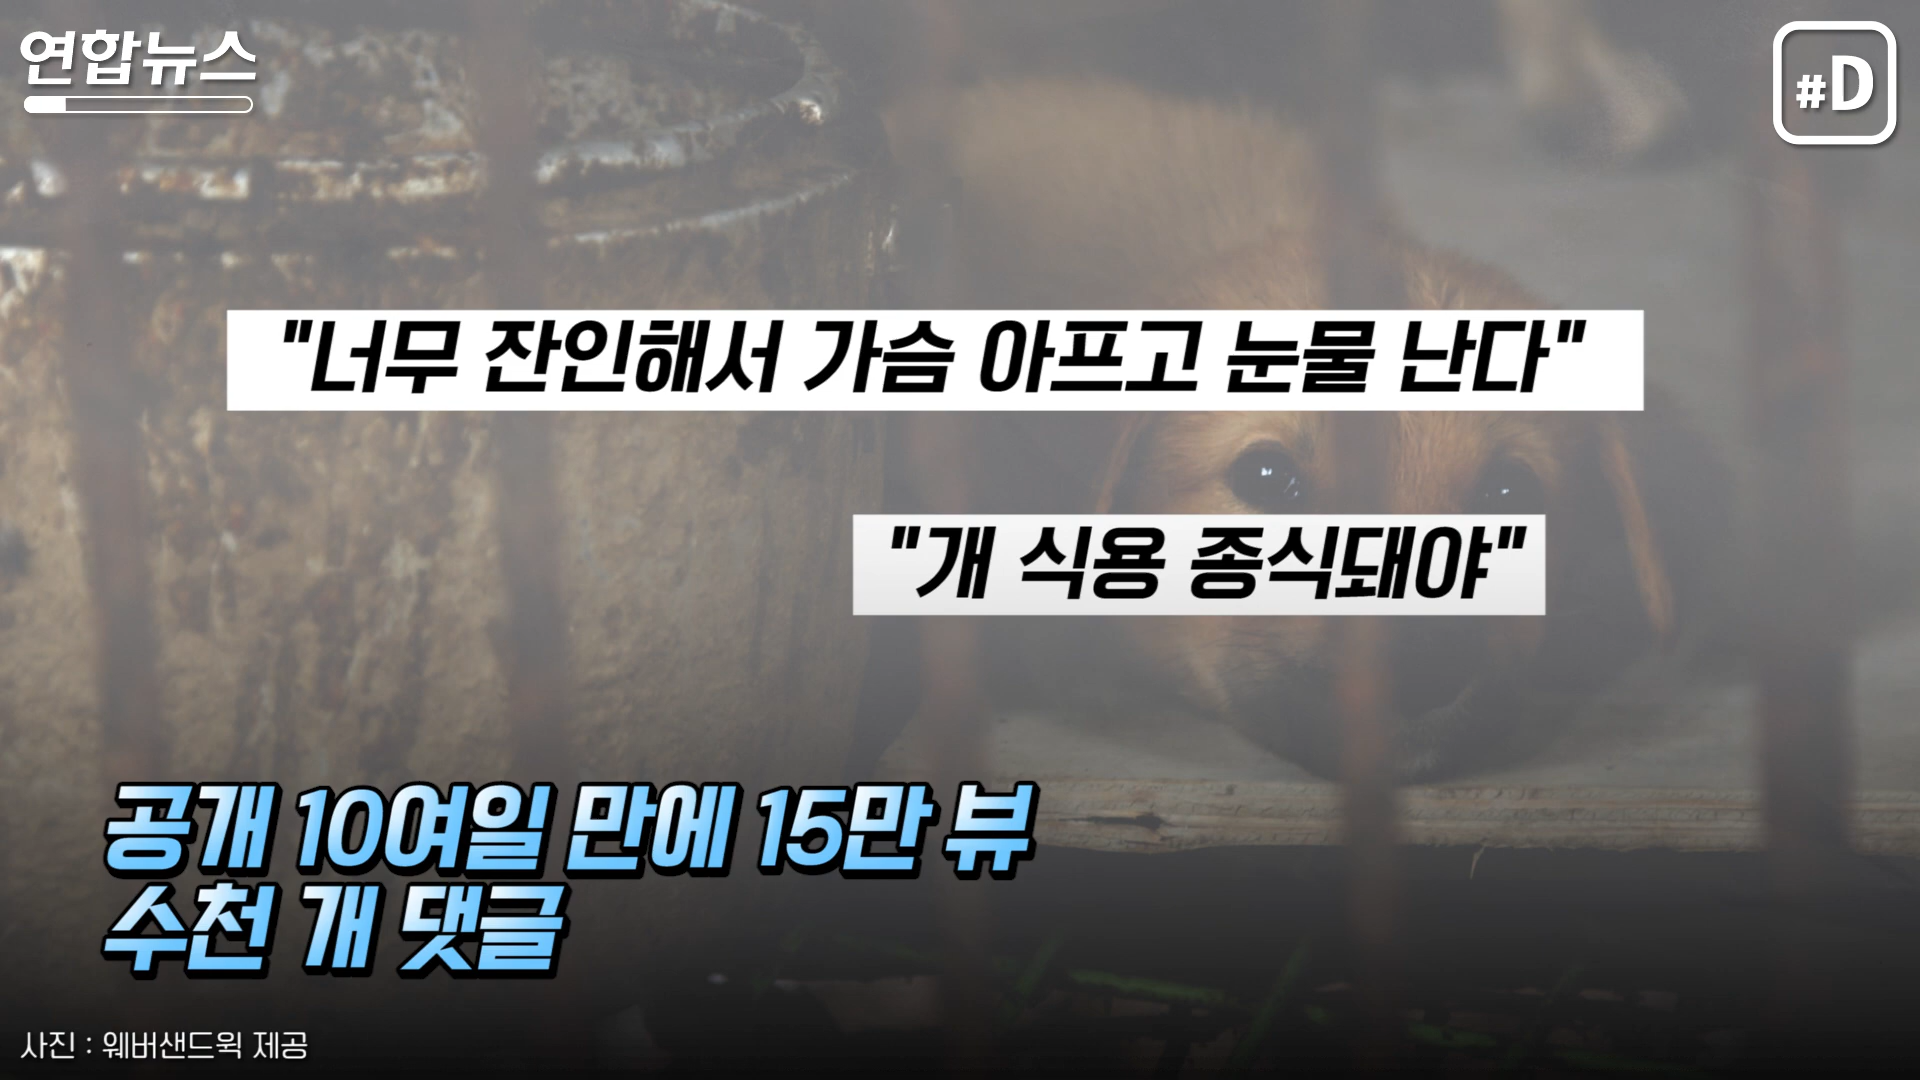 연합뉴스
#D
"너무 잔인해서 가슴 아프고 눈물 난다"
"개 식용 종식돼야"
공개 10여일 만에 15만 뷰
수천 개 댓글
사진 : 웨버샌드윅 제공